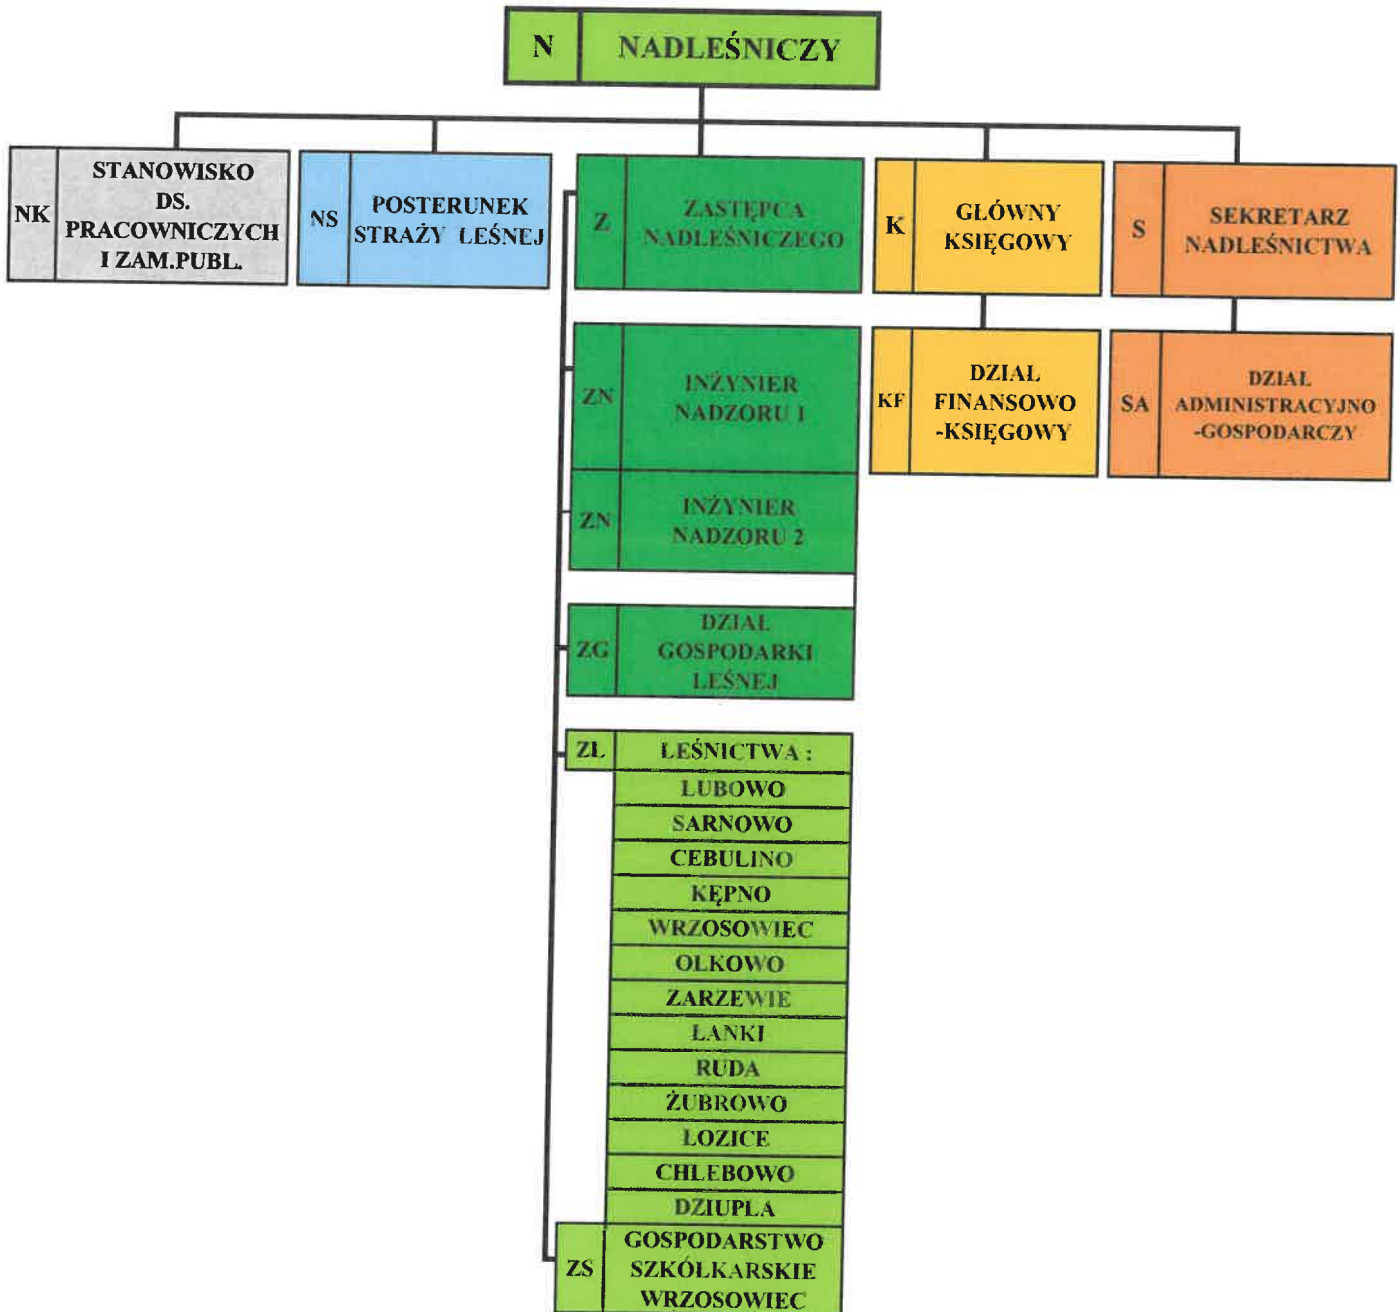 N NADLEŚNICZY
NK
STANOWISKO
DS.
PRACOWNICZYCH
I ZAM.PUBL.
NS
POSTERUNEK
STRAŻY LEŚNEJ
Z
ZASTĘPCA
NADLEŚNICZEGO
K
GŁÓWNY
KSIĘGOWY
S
SEKRETARZ
NADLEŚNICTWA
ZN
INŻYNIER
NADZORU 1
KF
DZIAŁ
FINANSOWO
-KSIĘGOWY
SA
DZIAŁ
ADMINISTRACYJNO
-GOSPODARCZY
ZN
INŻYNIER
NADZORU 2
ZG
DZIAŁ
GOSPODARKI
LEŚNEJ
ZL LEŚNICTWA :
LUBOWO
SARNOWO
CEBULINO
KĘPNO
WRZOSOWIEC
OLKOWO
ZARZEWIE
ŁANKI
RUDA
ŻUBROWO
ŁOZICE
CHLEBOWO
DZIUPLA
ZS
GOSPODARSTWO
SZKÓŁKARSKIE
WRZOSOWIEC